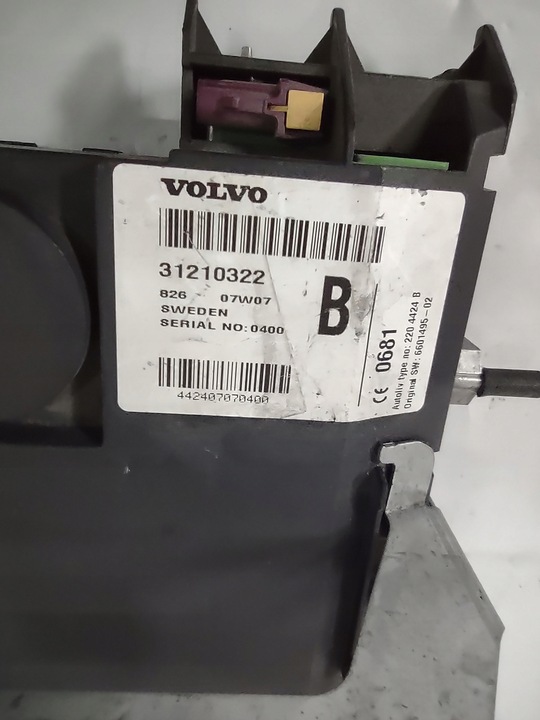 VOLVO
31210322
826 07W07
SWEDEN
SERIAL NO: 0400
B
442407070400
CE 0681
Autoliv type no: 220 4424 B
Original SW: 6601495-02